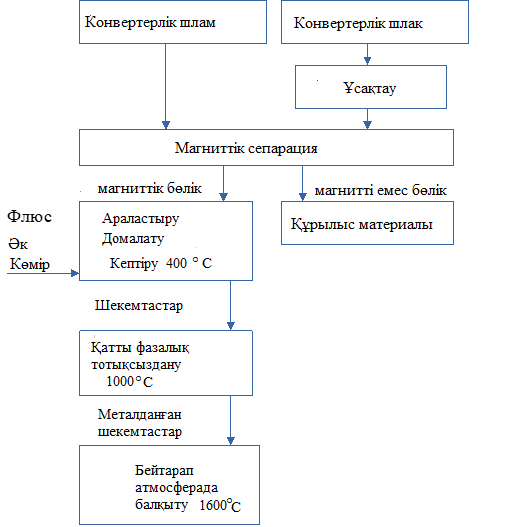 Конвертерлік шлам
Конвертерлік шлак
Ұсақтау
Магниттік сепарация
магниттік бөлік
магнитті емес бөлік
Флюс
Әк
Көмір
Араластыру
Домалату
Кептіру 400 °C
Құрылыс материалы
Шекемтастар
Қатты фазалық
тотықсыздану
1000°C
Металданған
шекемтастар
Бейтарап
атмосферада
балқыту 1600°C